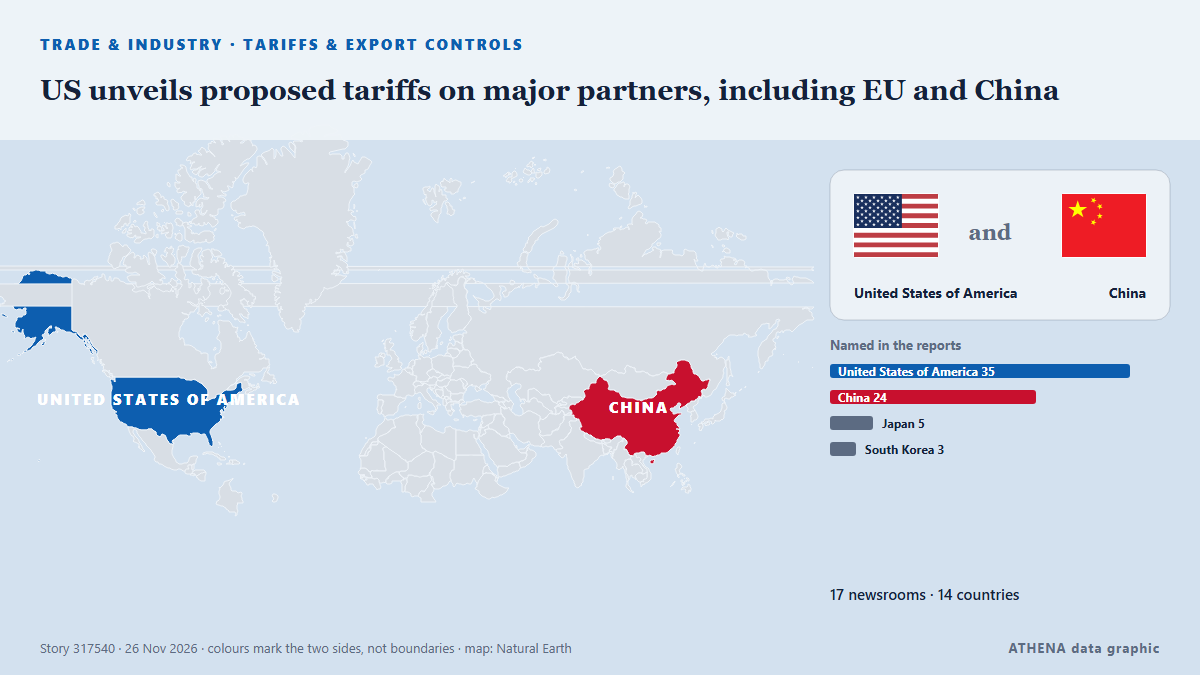 TRADE & INDUSTRY · TARIFFS & EXPORT CONTROLS
US unveils proposed tariffs on major partners, including EU and China
and
United States of America
China
UNITED STATES OF AMERICA
CHINA
Named in the reports
United States of America 35
China 24
Japan 5
South Korea 3
17 newsrooms · 14 countries
Story 317540 · 26 Nov 2026 · colours mark the two sides, not boundaries · map: Natural Earth
ATHENA data graphic